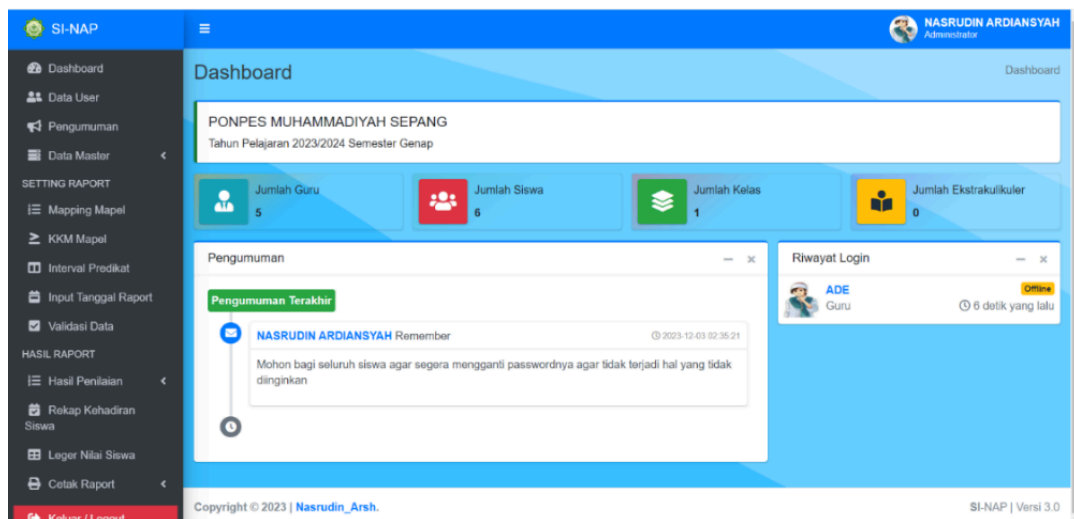 SI-NAP
NASRUDIN ARDIANSYAH
Administrator
Dashboard
Data User
Pengumuman
Data Master
SETTING RAPORT
Mapping Mapel
KKM Mapel
Interval Predikat
Input Tanggal Raport
Validasi Data
HASIL RAPORT
Hasil Penilaian
Rekap Kehadiran
Siswa
Leger Nilai Siswa
Cetak Raport
Keluar / Logout
Dashboard
Dashboard
PONPES MUHAMMADIYAH SEPANG
Tahun Pelajaran 2023/2024 Semester Genap
Jumlah Guru
5
Jumlah Siswa
6
Jumlah Kelas
1
Jumlah Ekstrakulikuler
0
Pengumuman
Pengumuman Terakhir
NASRUDIN ARDIANSYAH Remember
2023-12-03 02:35:21
Mohon bagi seluruh siswa agar segera mengganti passwordnya agar tidak terjadi hal yang tidak
diinginkan
Riwayat Login
ADE
Offline
Guru
6 detik yang lalu
Copyright © 2023 | Nasrudin_Arsh.
SI-NAP | Versi 3.0